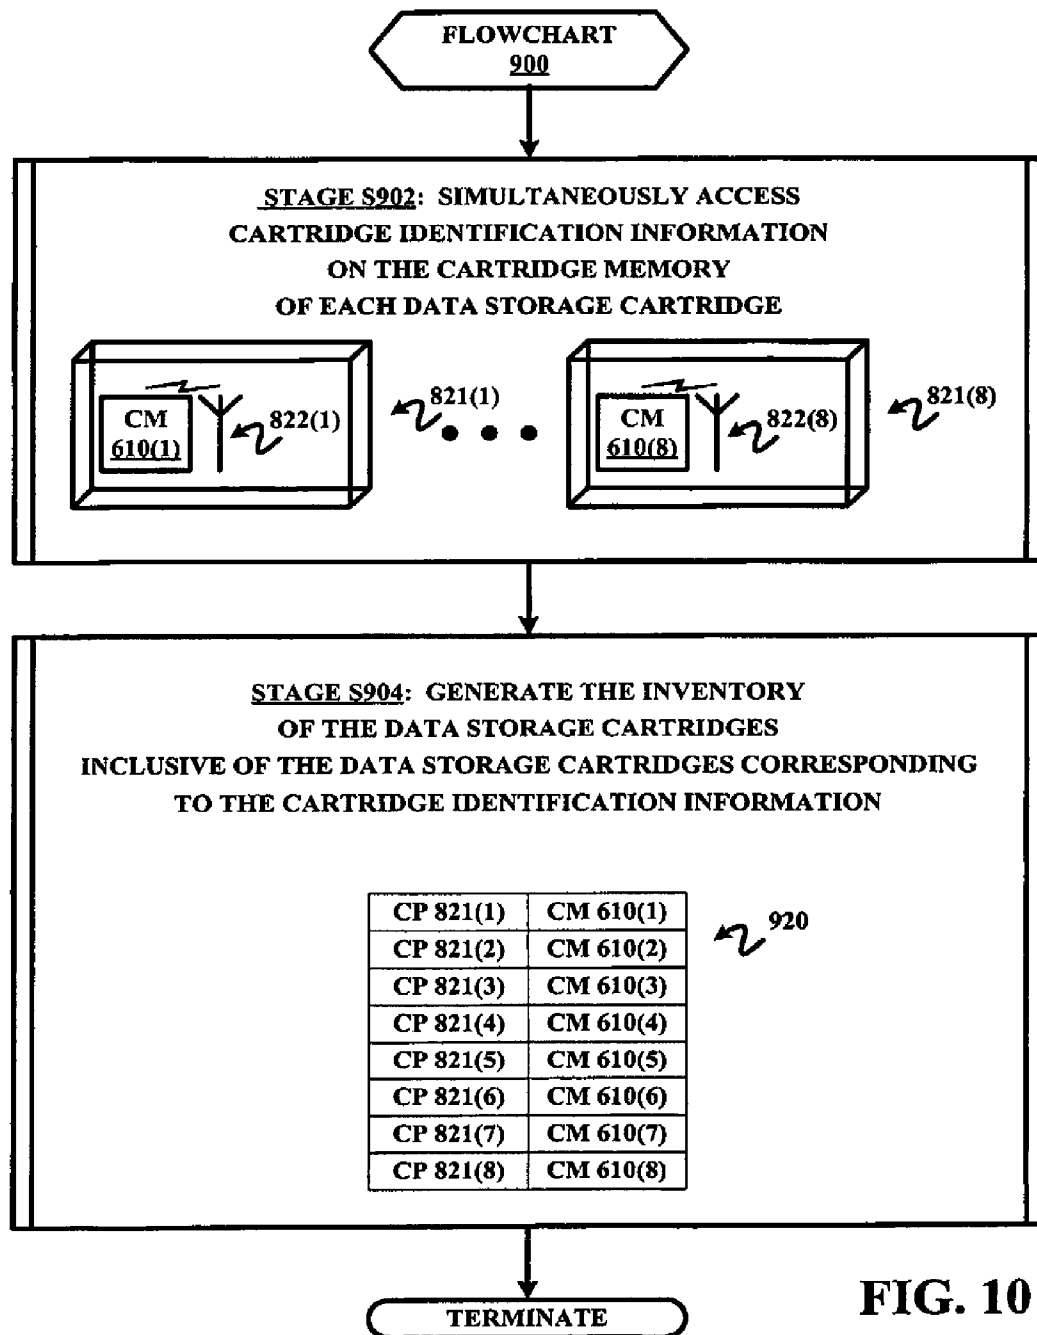 FLOWCHART
900
STAGE S902: SIMULTANEOUSLY ACCESS
CARTRIDGE IDENTIFICATION INFORMATION
ON THE CARTRIDGE MEMORY
OF EACH DATA STORAGE CARTRIDGE
CM
610(1)
822(1)
821(1)
CM
610(8)
822(8)
821(8)
STAGE S904: GENERATE THE INVENTORY
OF THE DATA STORAGE CARTRIDGES
INCLUSIVE OF THE DATA STORAGE CARTRIDGES CORRESPONDING
TO THE CARTRIDGE IDENTIFICATION INFORMATION
CP 821(1) CM 610(1)
CP 821(2) CM 610(2)
CP 821(3) CM 610(3)
CP 821(4) CM 610(4)
CP 821(5) CM 610(5)
CP 821(6) CM 610(6)
CP 821(7) CM 610(7)
CP 821(8) CM 610(8)
920
TERMINATE
FIG. 10